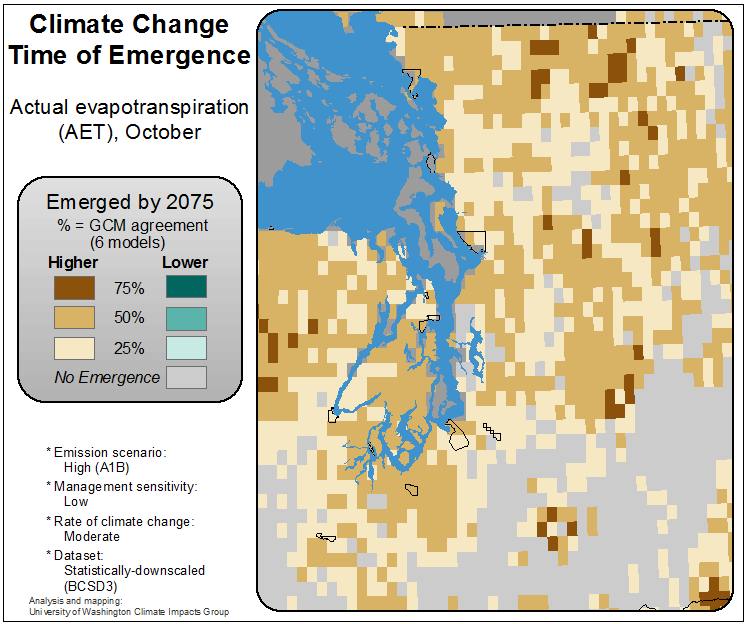 Climate Change
Time of Emergence
Actual evapotranspiration
(AET), October
Emerged by 2075
% = GCM agreement
(6 models)
Higher Lower
75%
50%
25%
No Emergence
* Emission scenario:
High (A1B)
* Management sensitivity:
Low
* Rate of climate change:
Moderate
* Dataset:
Statistically-downscaled
(BCSD3)
Analysis and mapping:
University of Washington Climate Impacts Group